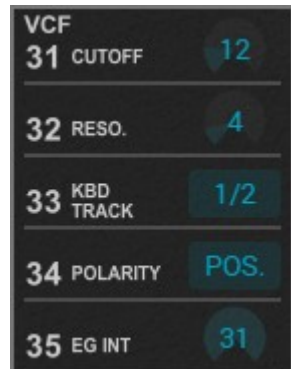 VCF
31 CUTOFF 12
32 RESO. 4
33 KBD TRACK 1/2
34 POLARITY POS.
35 EG INT 31